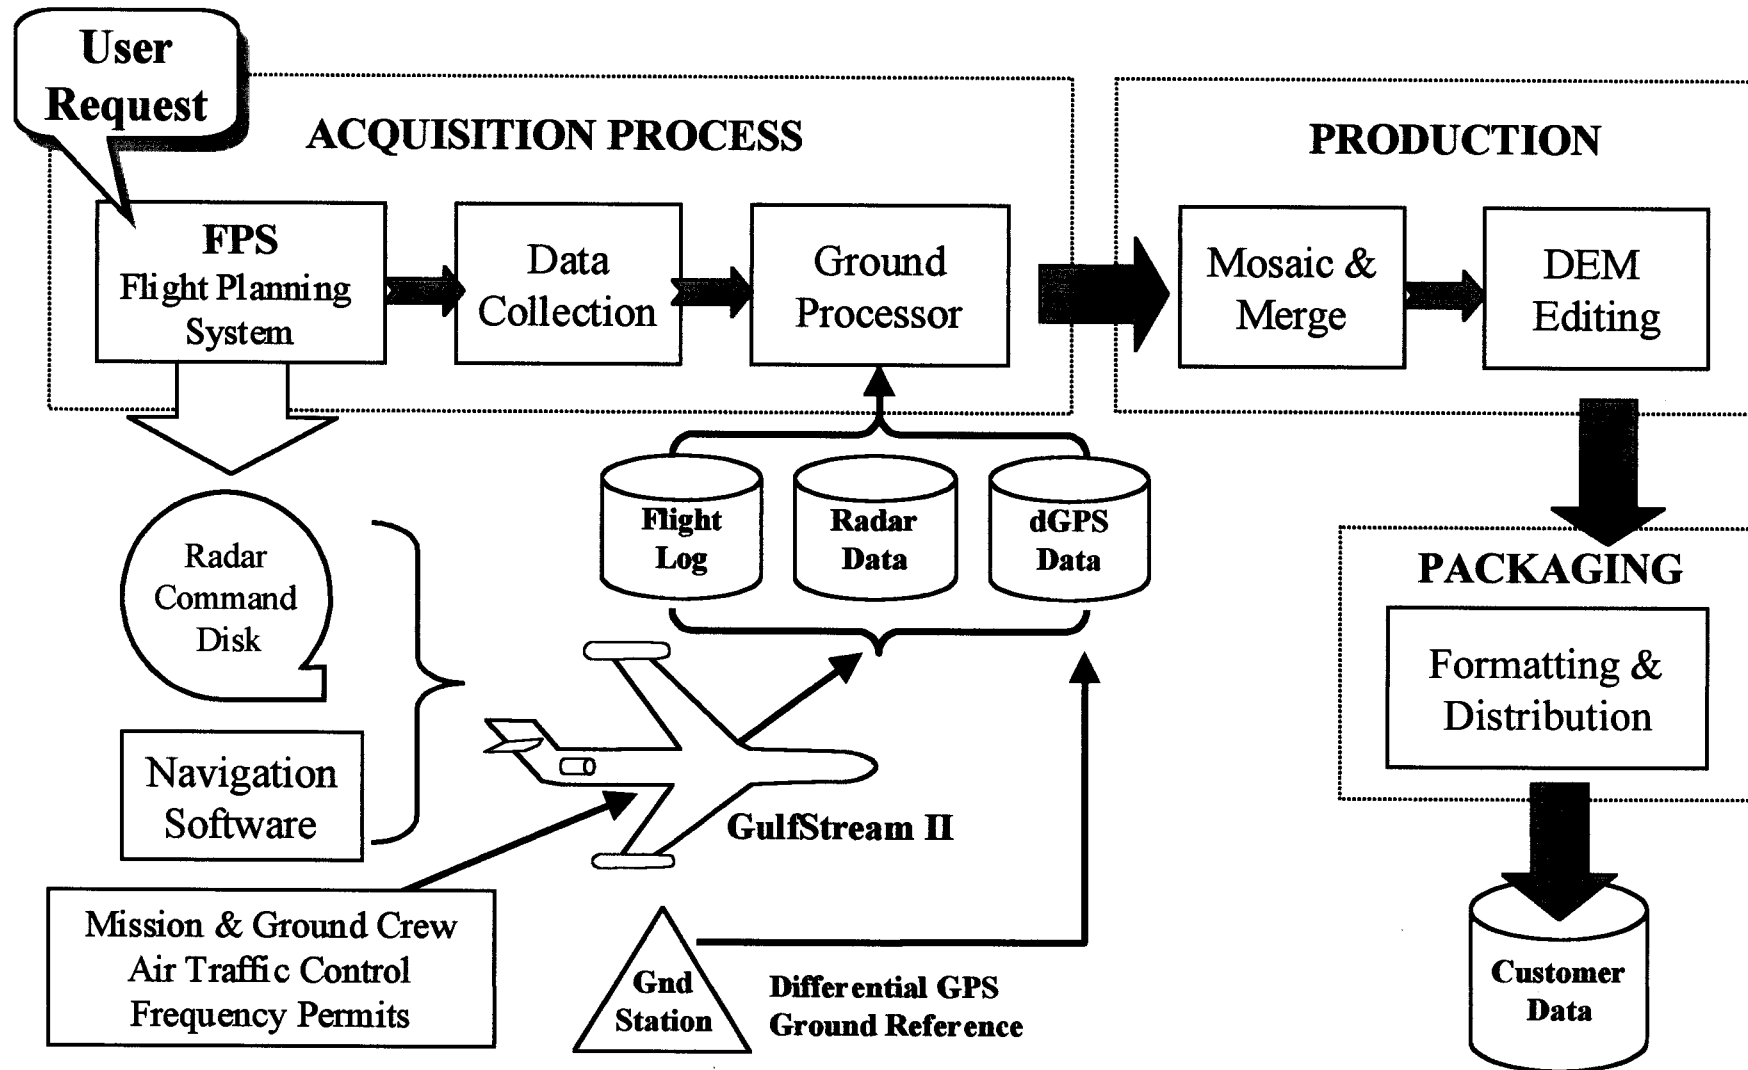 User
Request
ACQUISITION PROCESS
PRODUCTION
FPS
Flight Planning
System
Data
Collection
Ground
Processor
Mosaic &
Merge
DEM
Editing
Flight
Log
Radar
Data
dGPS
Data
PACKAGING
Radar
Command
Disk
Formatting &
Distribution
Navigation
Software
GulfStream II
Mission & Ground Crew
Air Traffic Control
Frequency Permits
Gnd
Station
Differential GPS
Ground Reference
Customer
Data